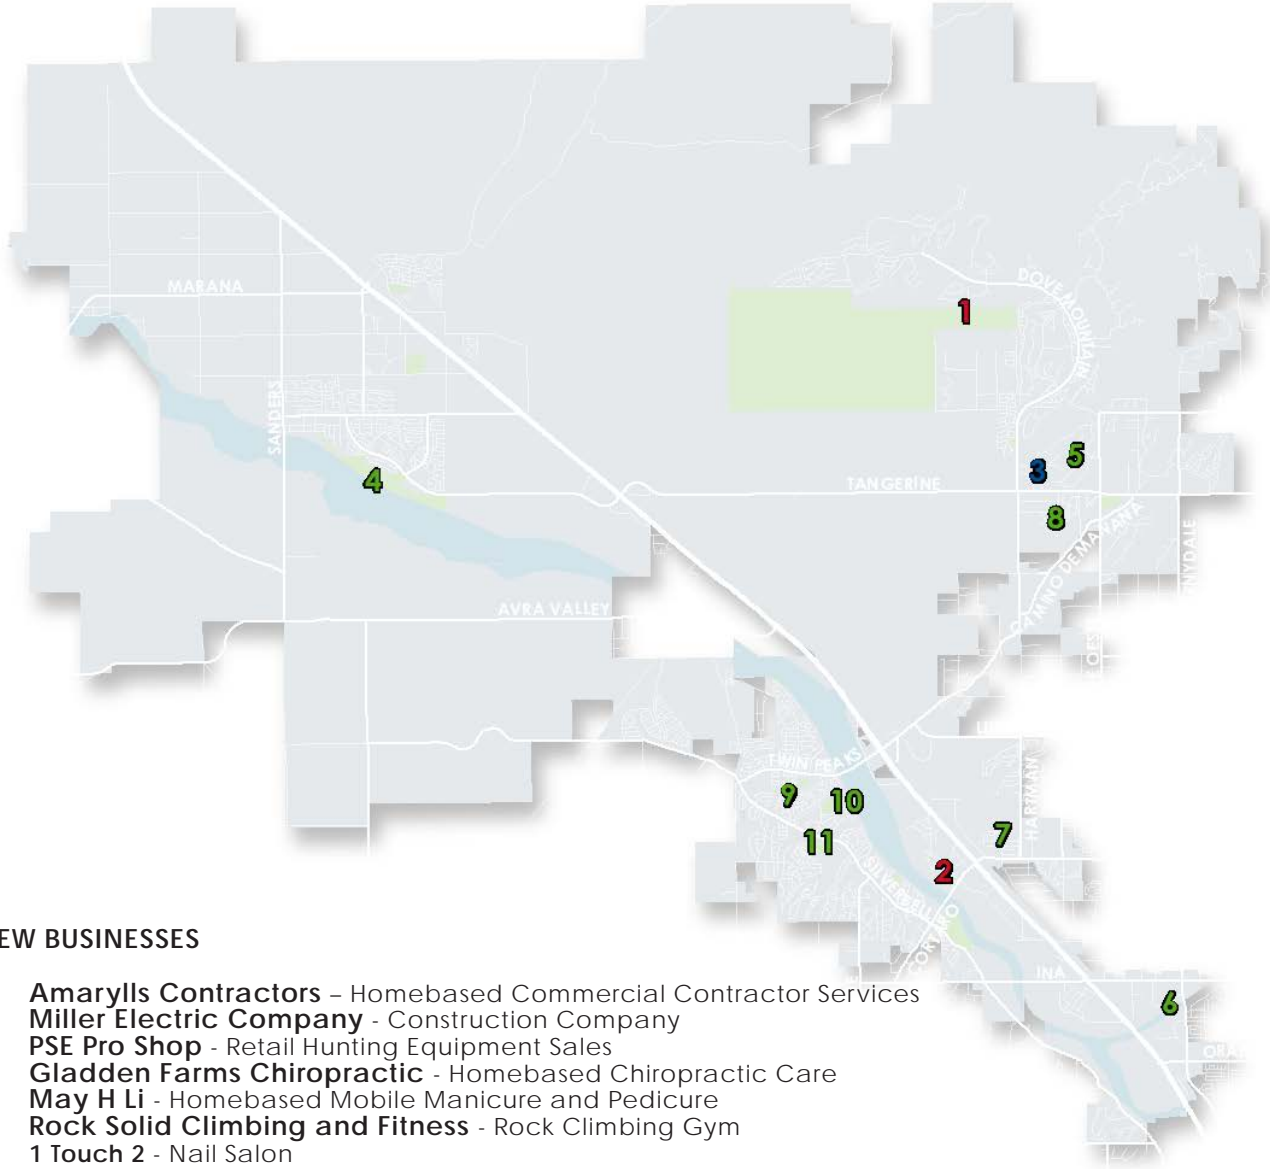 MARANA
DOVE MOUNTAIN
1
SANDERS
5
3
4
TANGERINE
8
CAMINO DE MANANA
AVRA VALLEY
TWIN PEAKS
HARTMAN
9
10
7
11
2
SILVERBELL
CORTARO
EW BUSINESSES
INA
Amarylls Contractors – Homebased Commercial Contractor Services
6
Miller Electric Company - Construction Company
PSE Pro Shop - Retail Hunting Equipment Sales
Gladden Farms Chiropractic - Homebased Chiropractic Care
May H Li - Homebased Mobile Manicure and Pedicure
Rock Solid Climbing and Fitness - Rock Climbing Gym
1 Touch 2 - Nail Salon